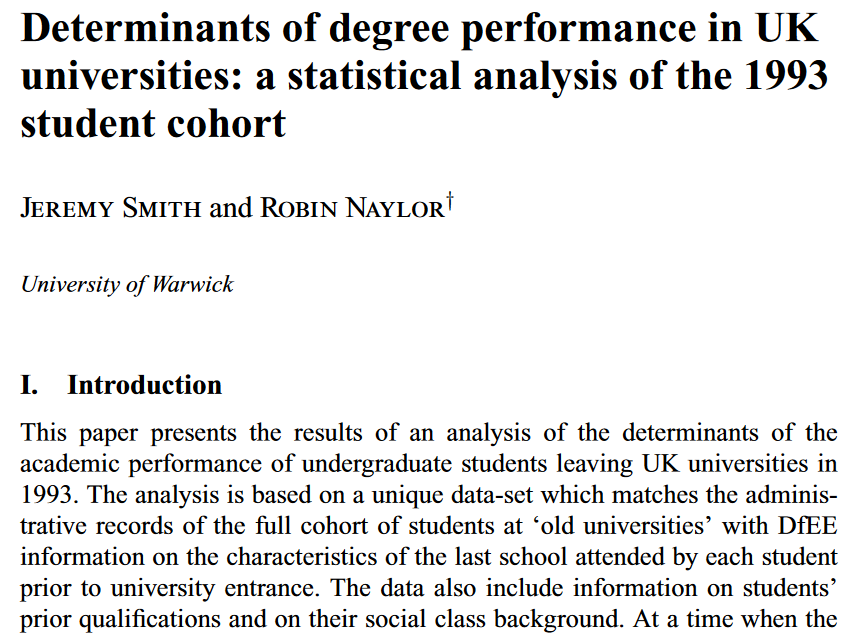 Determinants of degree performance in UK
universities: a statistical analysis of the 1993
student cohort
JEREMY SMITH and ROBIN NAYLOR†
University of Warwick
I. Introduction
This paper presents the results of an analysis of the determinants of the
academic performance of undergraduate students leaving UK universities in
1993. The analysis is based on a unique data-set which matches the adminis-
trative records of the full cohort of students at ‘old universities’ with DfEE
information on the characteristics of the last school attended by each student
prior to university entrance. The data also include information on students’
prior qualifications and on their social class background. At a time when the